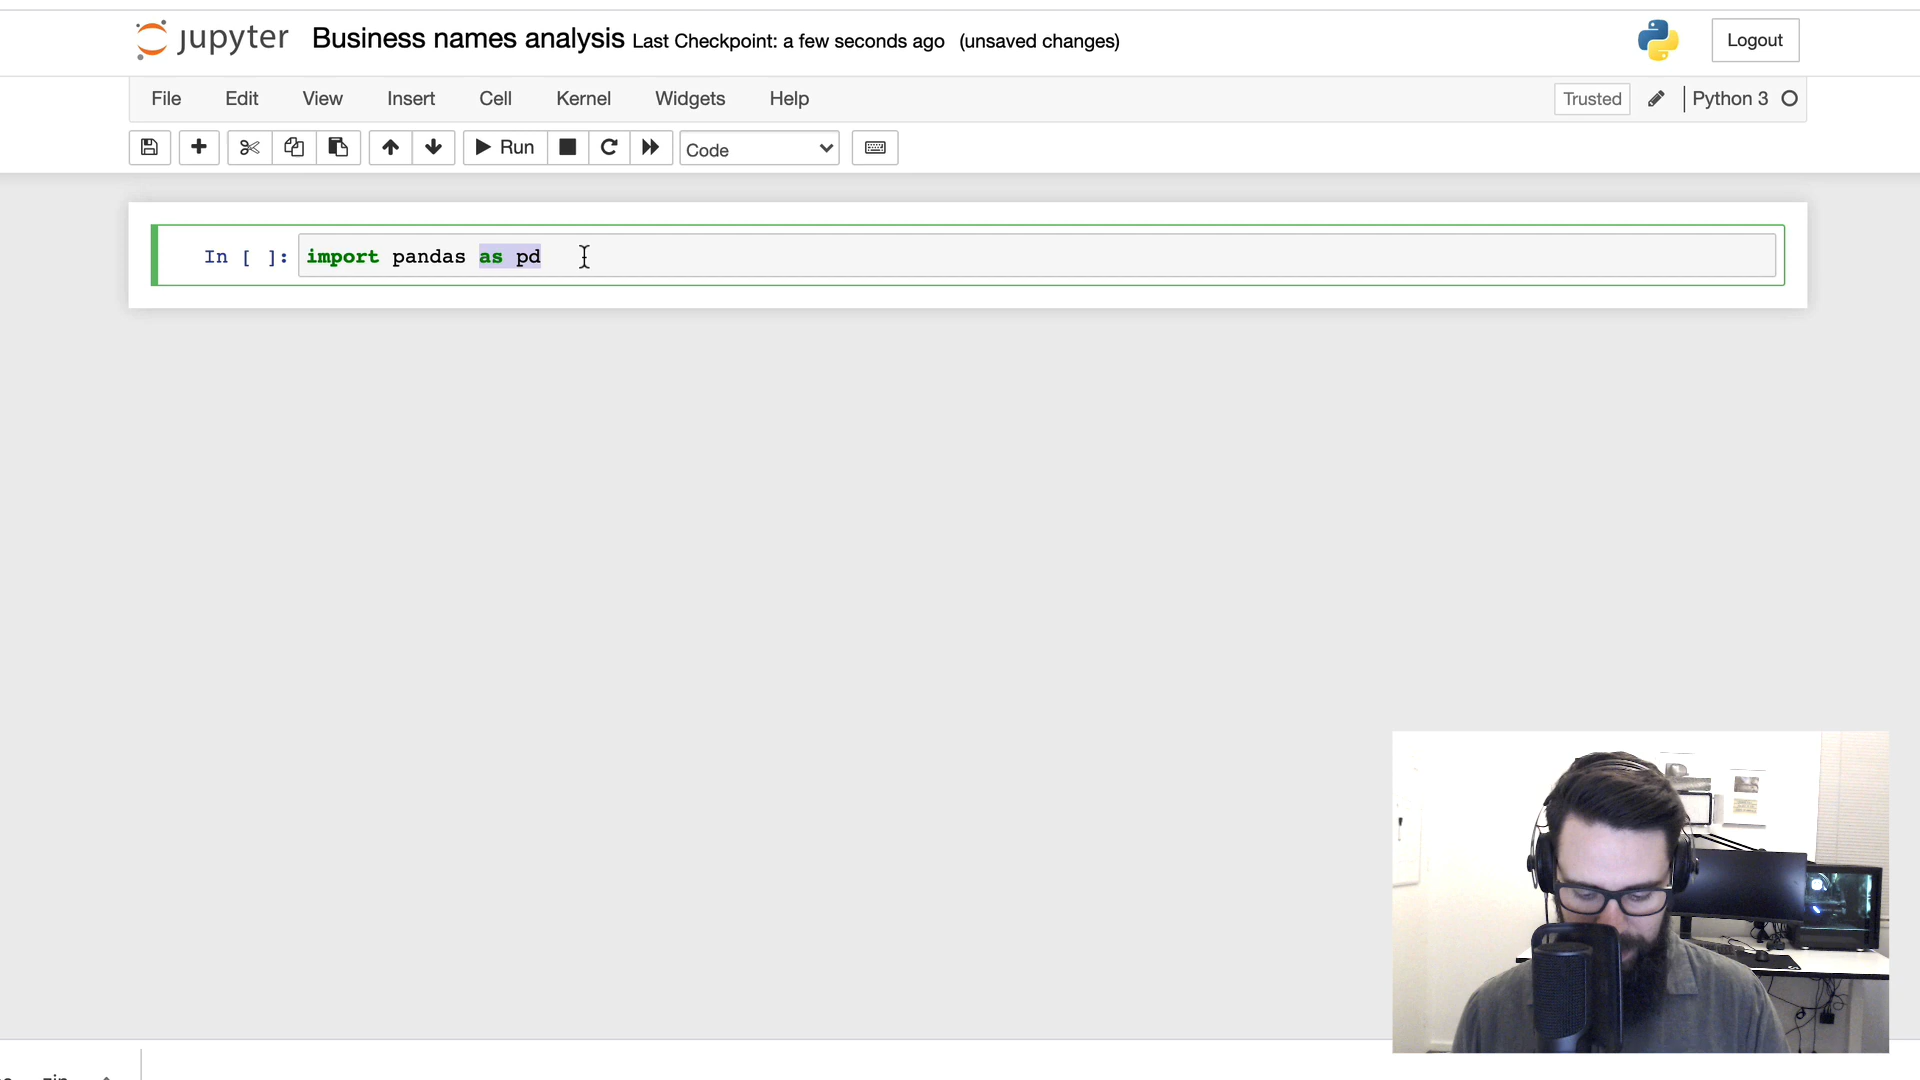 jupyter Business names analysis Last Checkpoint: a few seconds ago (unsaved changes) Logout
File Edit View Insert Cell Kernel Widgets Help Trusted Python 3
Run Code
In [ ]: import pandas as pd